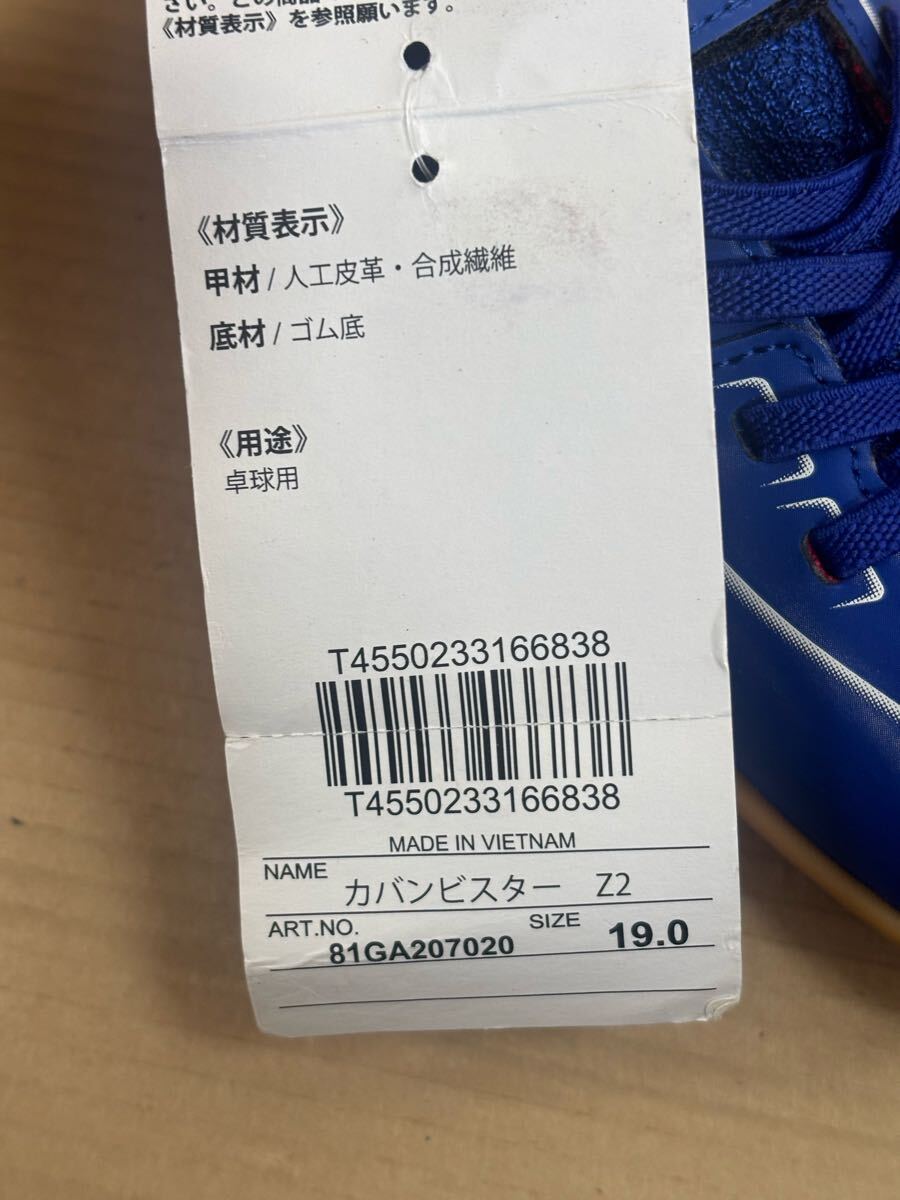 《材質表示》を参照願います。
《材質表示》
甲材 / 人工皮革・合成繊維
底材 / ゴム底
《用途》
卓球用
T4550233166838
T4550233166838
MADE IN VIETNAM
NAME カバンビスター Z2
ART.NO. 81GA207020 SIZE 19.0